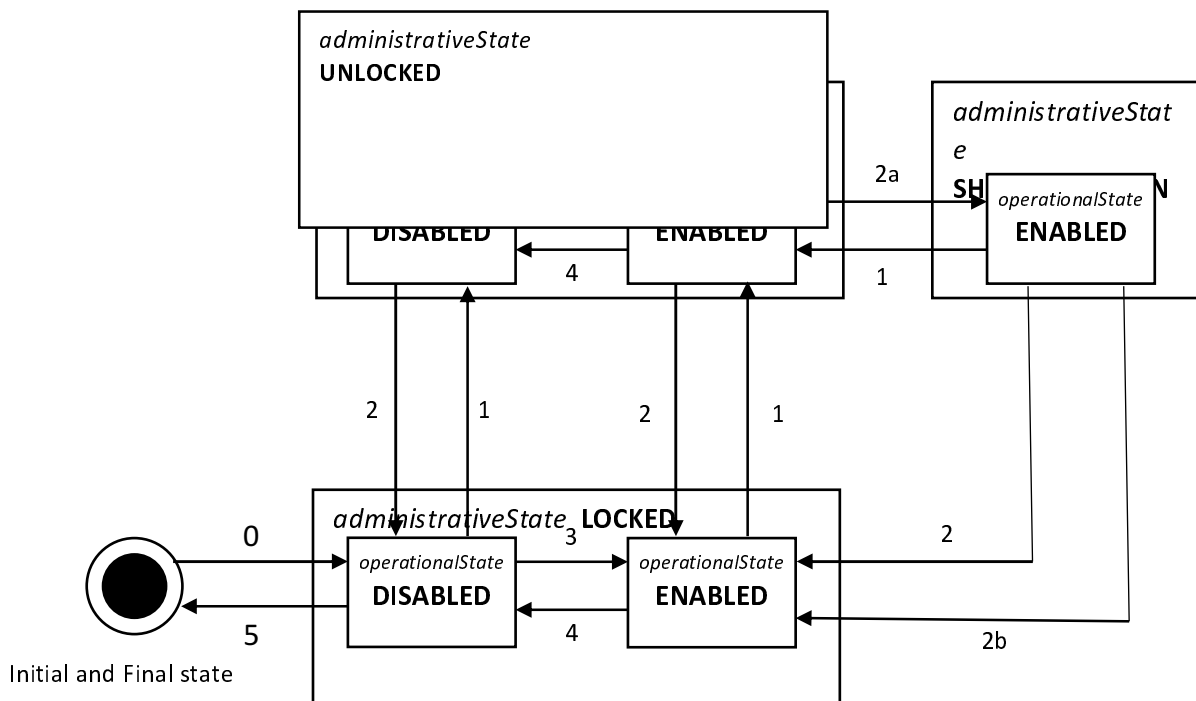 administrativeState
UNLOCKED
administrativeStat
e
2a
SH N
operationalState
ENABLED
DISABLED
ENABLED
4
1
2
1
2
1
administrativeState LOCKED
0
3
2
operationalState
DISABLED
operationalState
ENABLED
5
4
2b
Initial and Final state